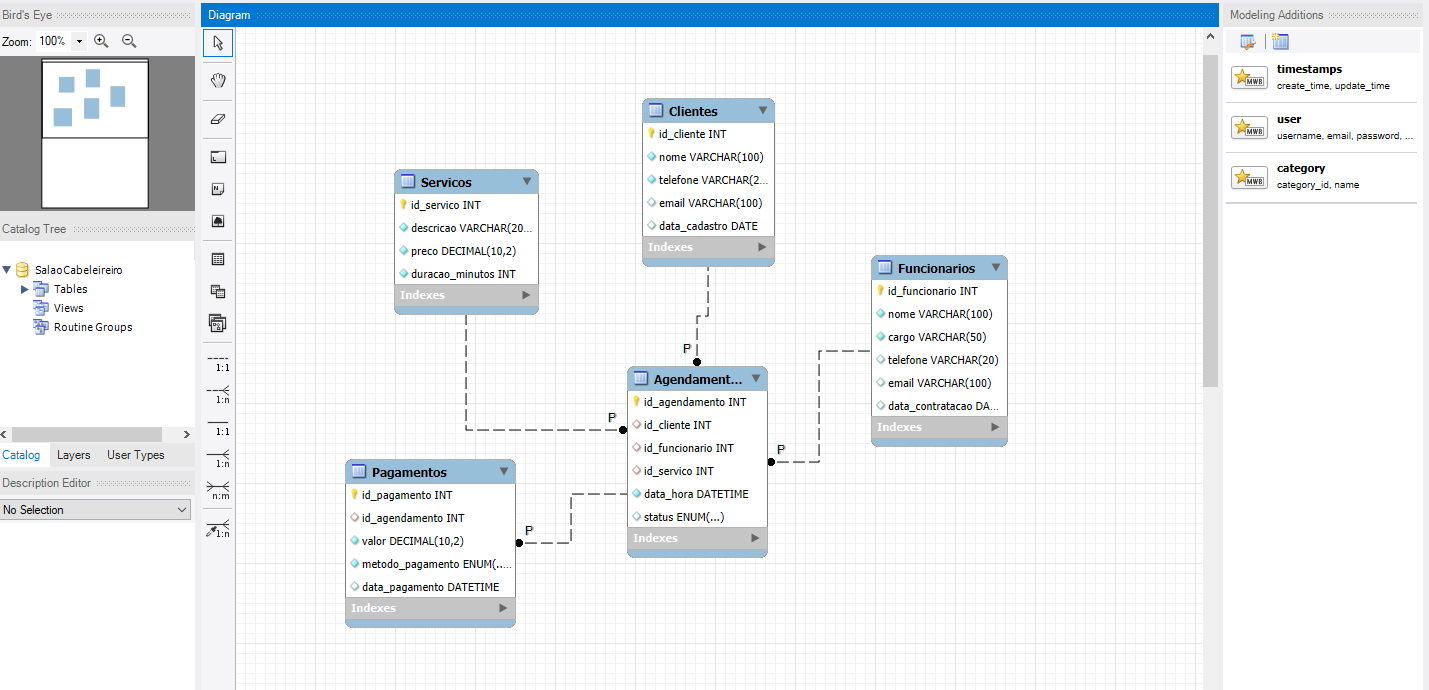 Bird's Eye
Zoom: 100%
Catalog Tree
SalaoCabeleireiro
Tables
Views
Routine Groups
Catalog Layers User Types
Description Editor
No Selection
Diagram
1:1
1:n
1:1
1:n
n:m
1:n
Clientes
id_cliente INT
nome VARCHAR(100)
telefone VARCHAR(2...
email VARCHAR(100)
data_cadastro DATE
Indexes
Servicos
id_servico INT
descricao VARCHAR(20...
preco DECIMAL(10,2)
duracao_minutos INT
Indexes
Funcionarios
id_funcionario INT
nome VARCHAR(100)
cargo VARCHAR(50)
telefone VARCHAR(20)
email VARCHAR(100)
data_contratacao DA...
Indexes
P
P
P
P
Agendament...
id_agendamento INT
id_cliente INT
id_funcionario INT
id_servico INT
data_hora DATETIME
status ENUM(...)
Indexes
Pagamentos
id_pagamento INT
id_agendamento INT
valor DECIMAL(10,2)
metodo_pagamento ENUM(...
data_pagamento DATETIME
Indexes
Modeling Additions
MWB
timestamps
create_time, update_time
MWB
user
username, email, password, ...
MWB
category
category_id, name